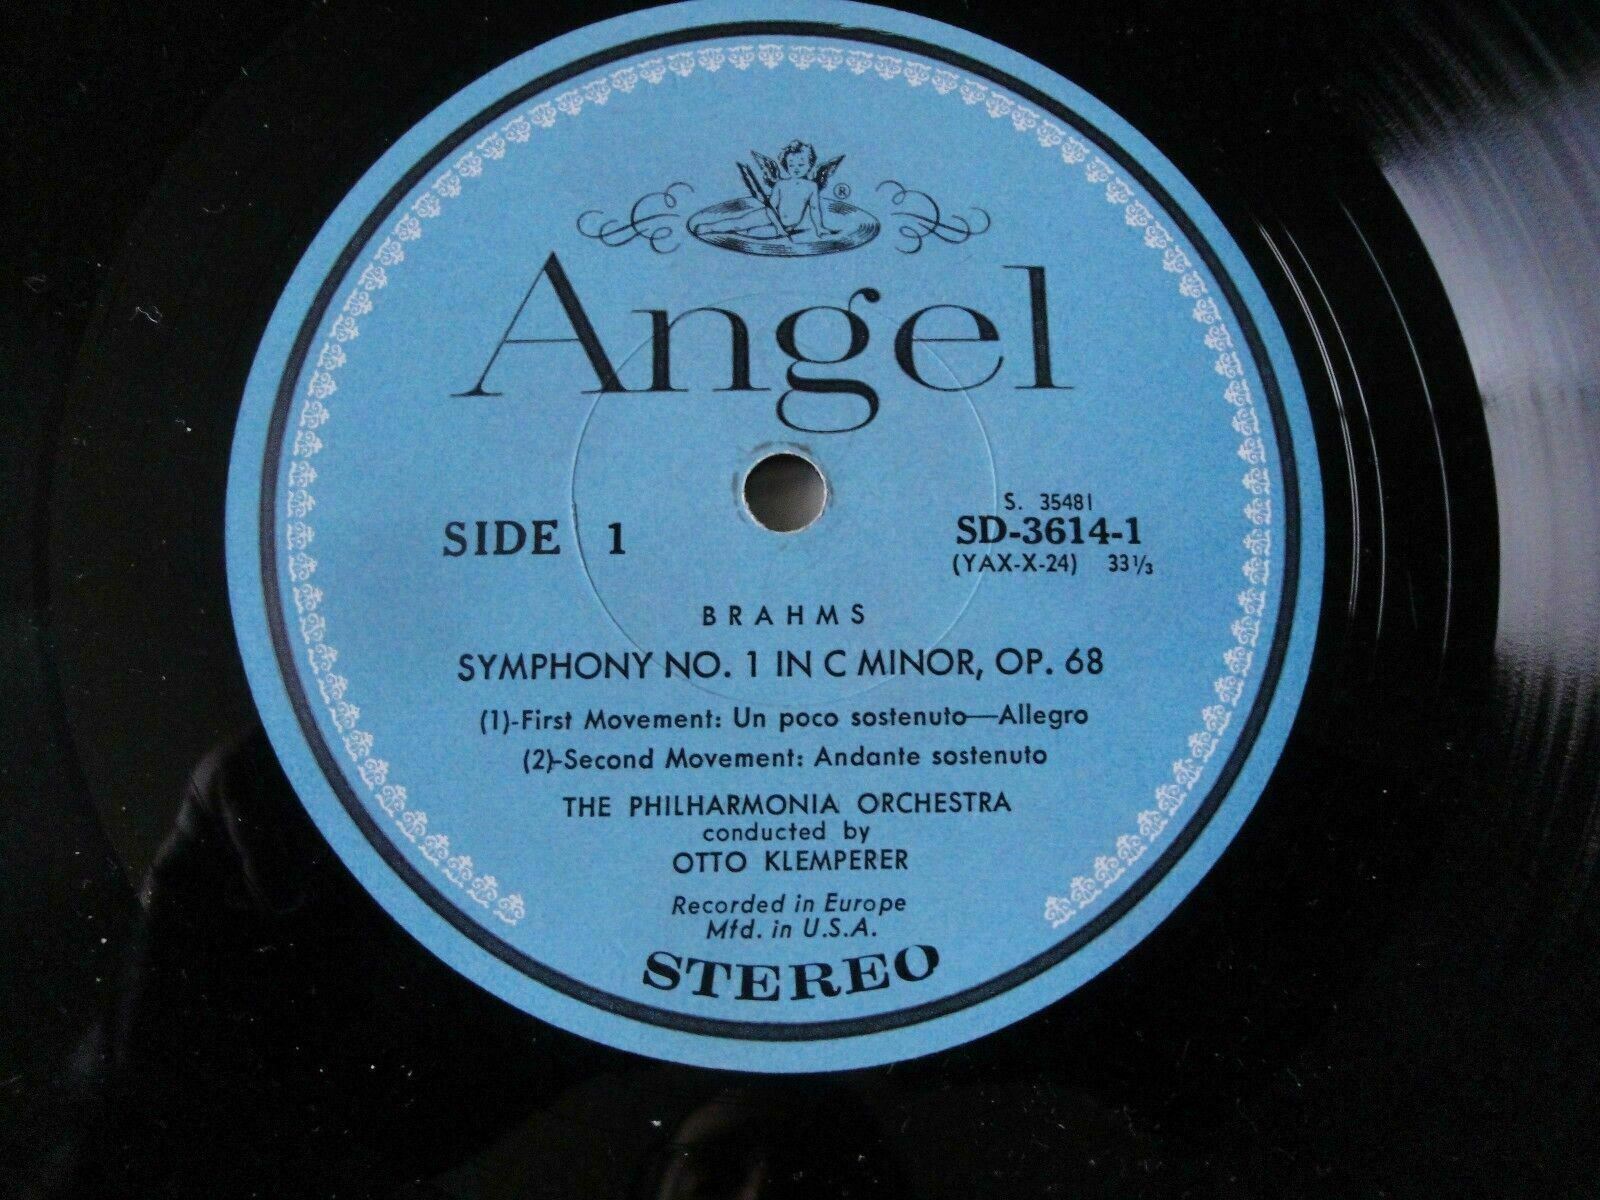 ®
Angel
S. 35481
SIDE 1 SD-3614-1
(YAX-X-24) 33⅓
BRAHMS
SYMPHONY NO. 1 IN C MINOR, OP. 68
(1)-First Movement: Un poco sostenuto—Allegro
(2)-Second Movement: Andante sostenuto
THE PHILHARMONIA ORCHESTRA
conducted by
OTTO KLEMPERER
Recorded in Europe
Mfd. in U.S.A.
STEREO